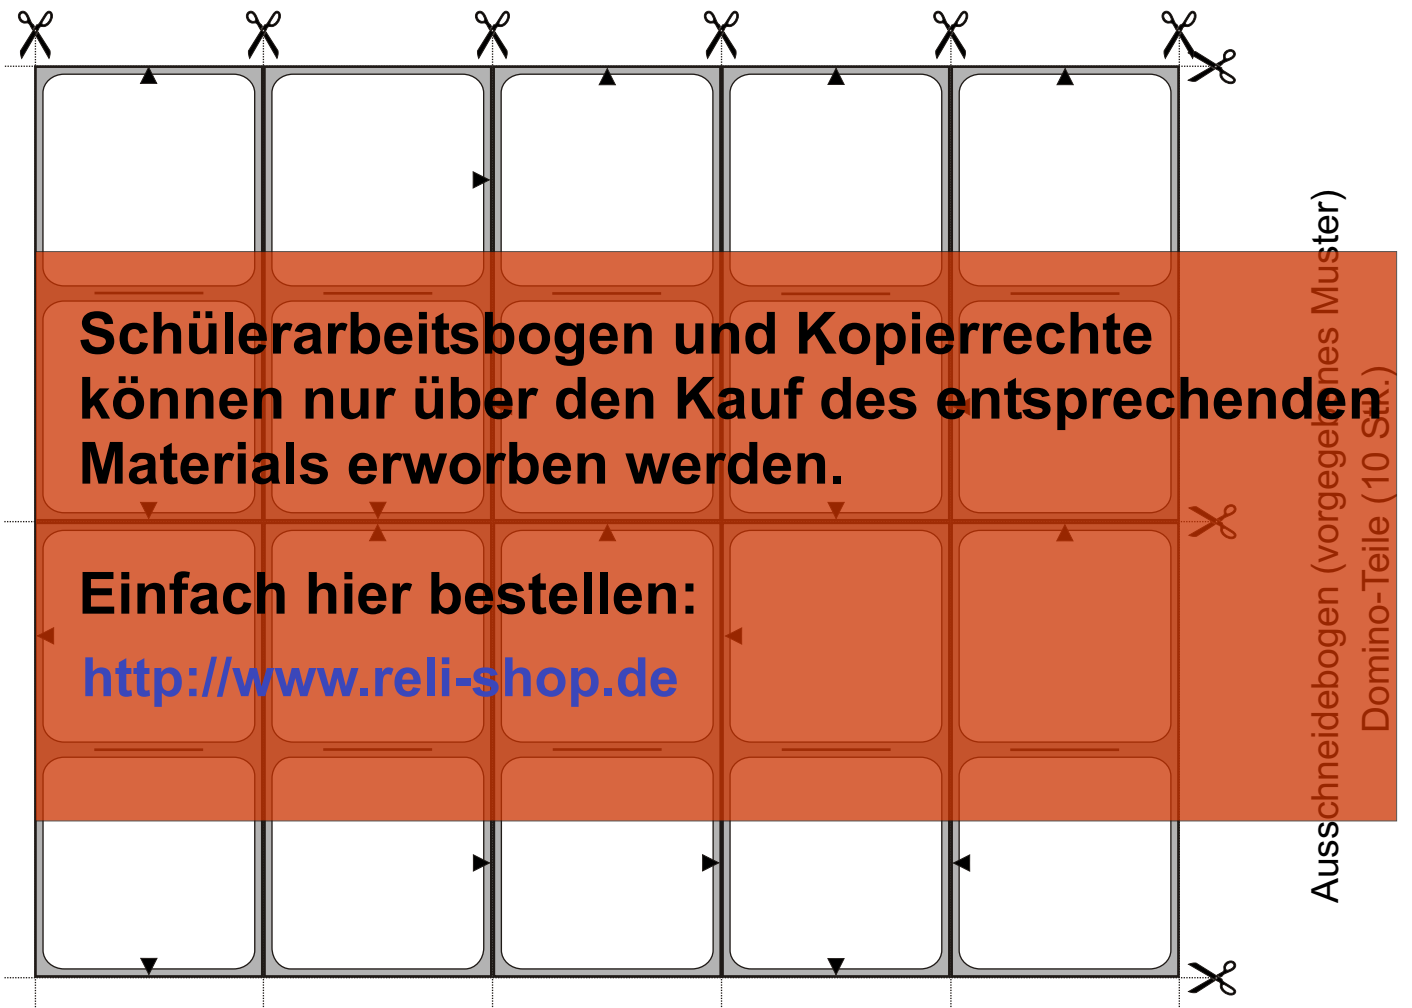 Schülerarbeitsbogen und Kopierrechte
können nur über den Kauf des entsprechenden
Materials erworben werden.
Einfach hier bestellen:
http://www.reli-shop.de
Ausschneidebogen (vorgegebenes Muster)
Domino-Teile (10 Stk.)